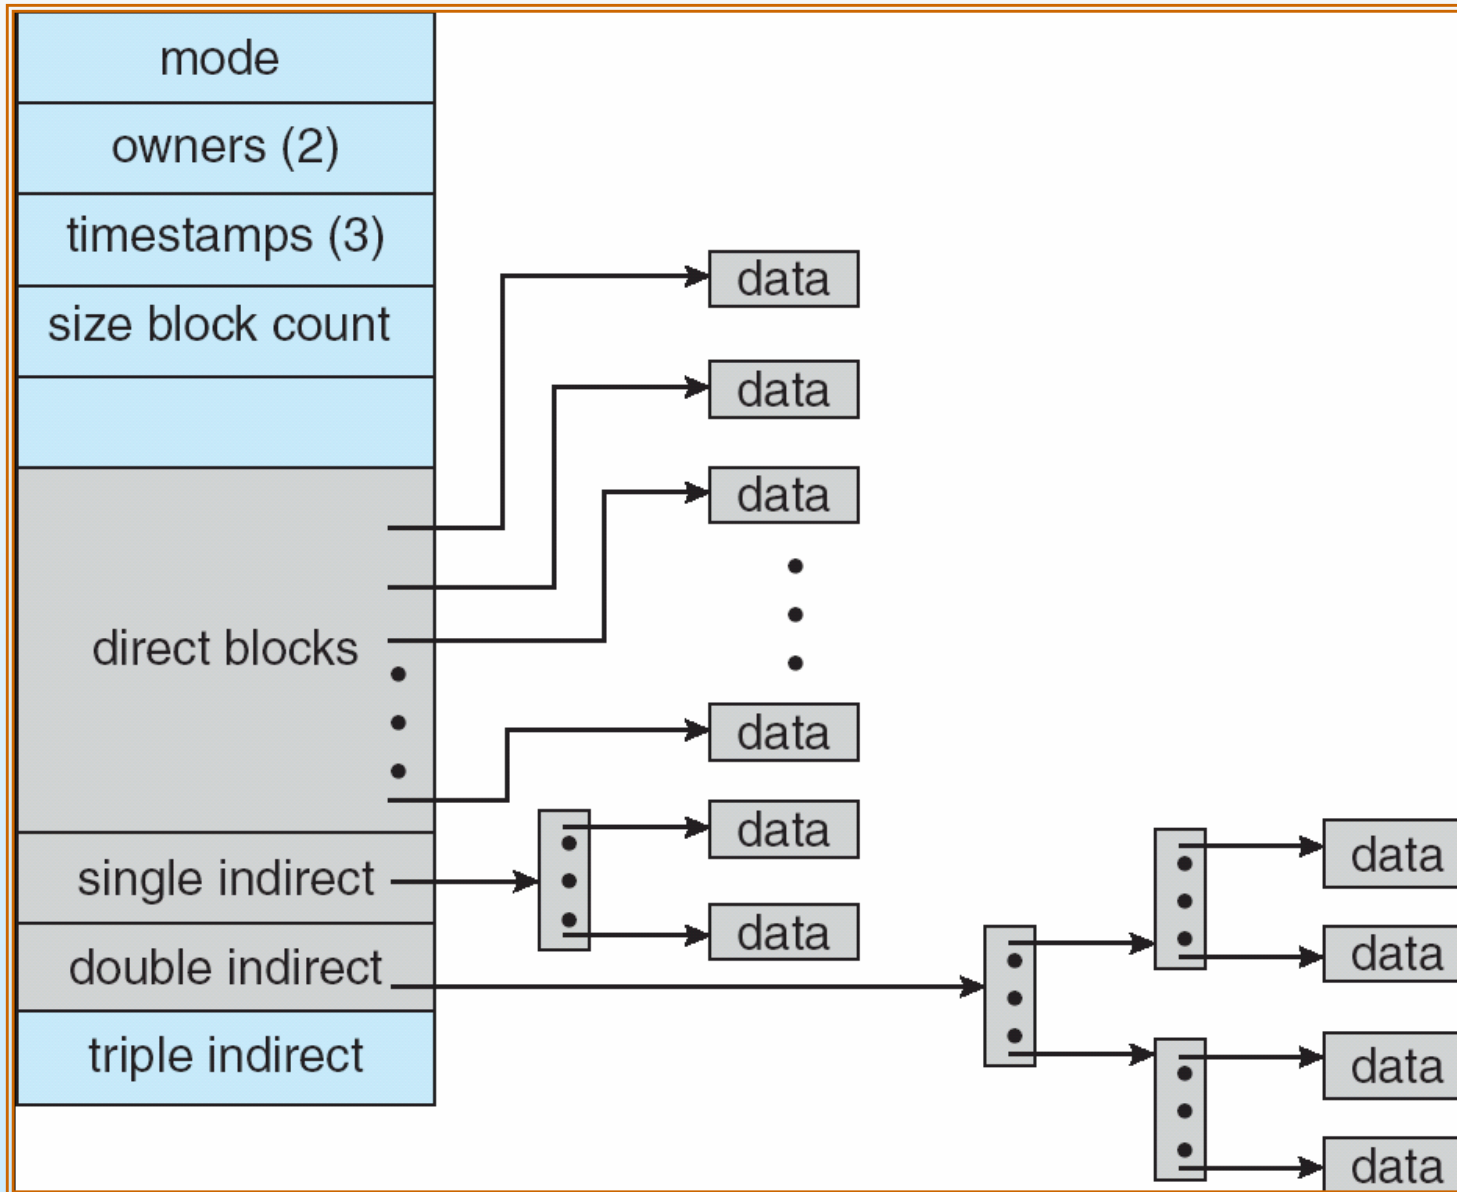 mode
owners (2)
timestamps (3)
size block count
direct blocks
single indirect
double indirect
triple indirect
data
data
data
data
data
data
data
data
data
data